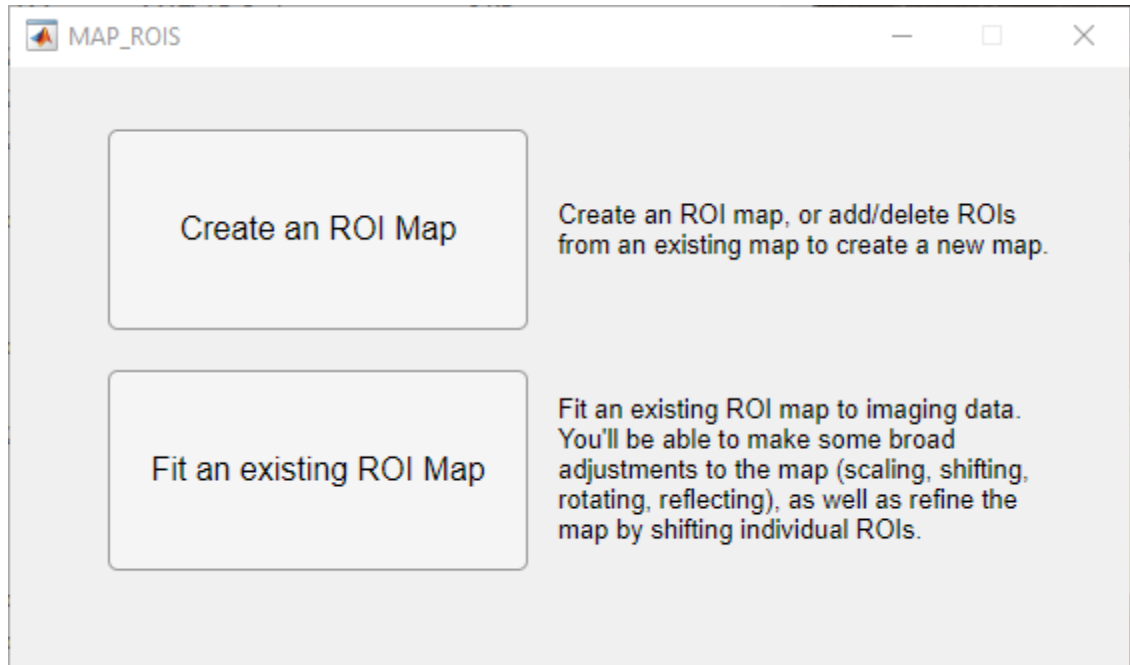 MAP_ROIS
Create an ROI Map
Create an ROI map, or add/delete ROIs
from an existing map to create a new map.
Fit an existing ROI Map
Fit an existing ROI map to imaging data.
You'll be able to make some broad
adjustments to the map (scaling, shifting,
rotating, reflecting), as well as refine the
map by shifting individual ROIs.